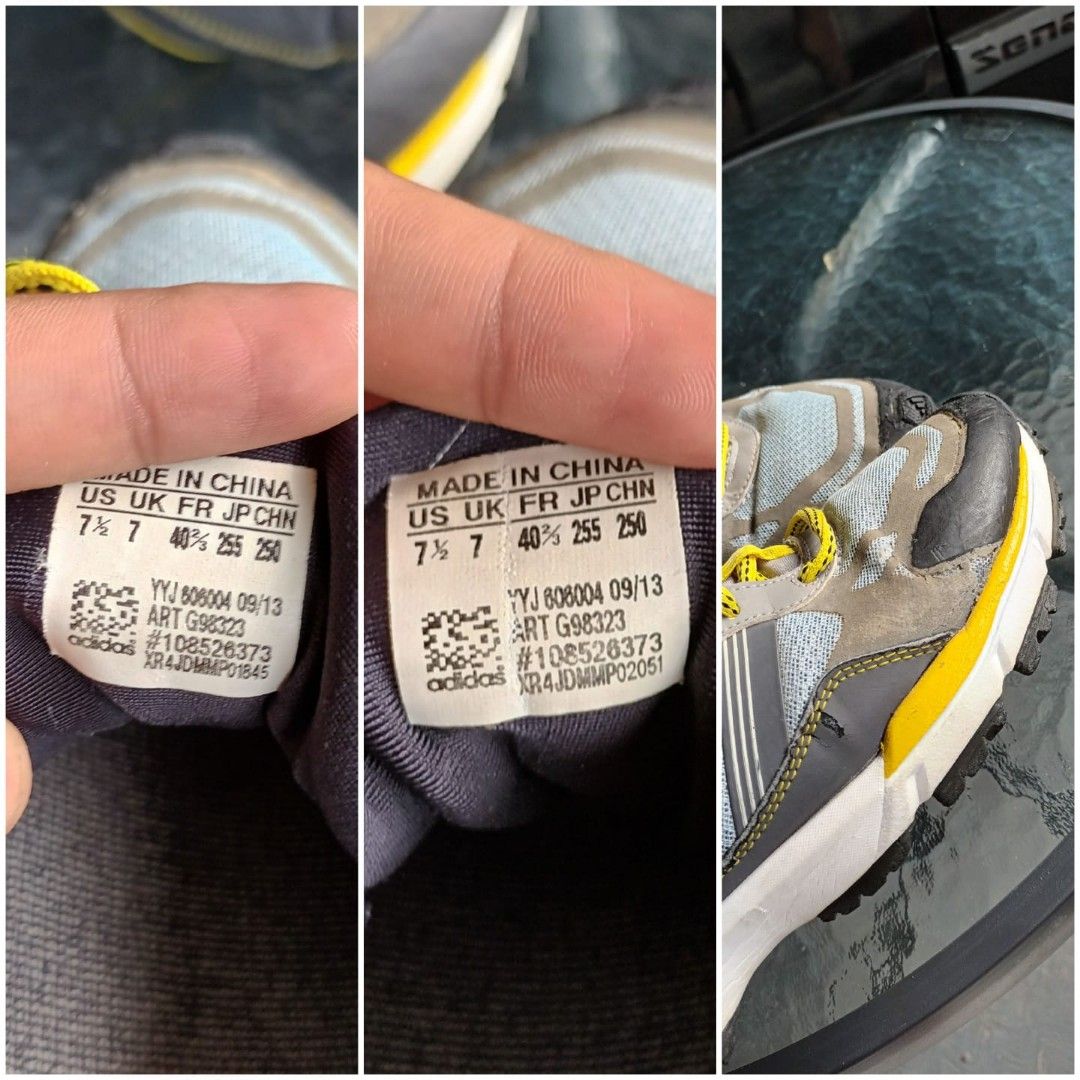 MADE IN CHINA
US UK FR JP CHN
7½ 7 40⅔ 255 250
YYJ 606004 09/13
ART G98323
#108526373
adidas
XR4JDMMP01845
MADE IN CHINA
US UK FR JP CHN
7½ 7 40⅔ 255 250
YYJ 606004 09/13
ART G98323
#108526373
adidas
XR4JDMMP02051